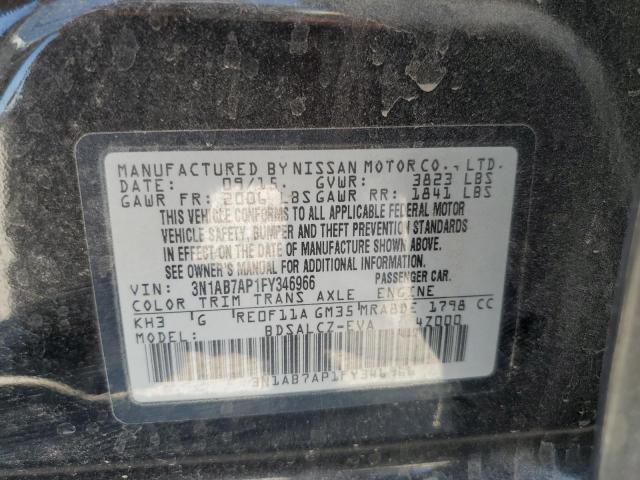 MANUFACTURED BY NISSAN MOTOR CO., LTD.
DATE: 09/15. GVWR: 3823 LBS
GAWR FR: 2006 LBS GAWR RR: 1841 LBS
THIS VEHICLE CONFORMS TO ALL APPLICABLE FEDERAL MOTOR
VEHICLE SAFETY, BUMPER AND THEFT PREVENTION STANDARDS
IN EFFECT ON THE DATE OF MANUFACTURE SHOWN ABOVE.
SEE OWNER'S MANUAL FOR ADDITIONAL INFORMATION.
VIN: 3N1AB7AP1FY346966 PASSENGER CAR
COLOR TRIM TRANS AXLE ENGINE
KH3 G RE0F11A GM35 MRA8DE 1798 CC
MODEL: BDSALCZ-EVA 47000
3N1AB7AP1FY346966